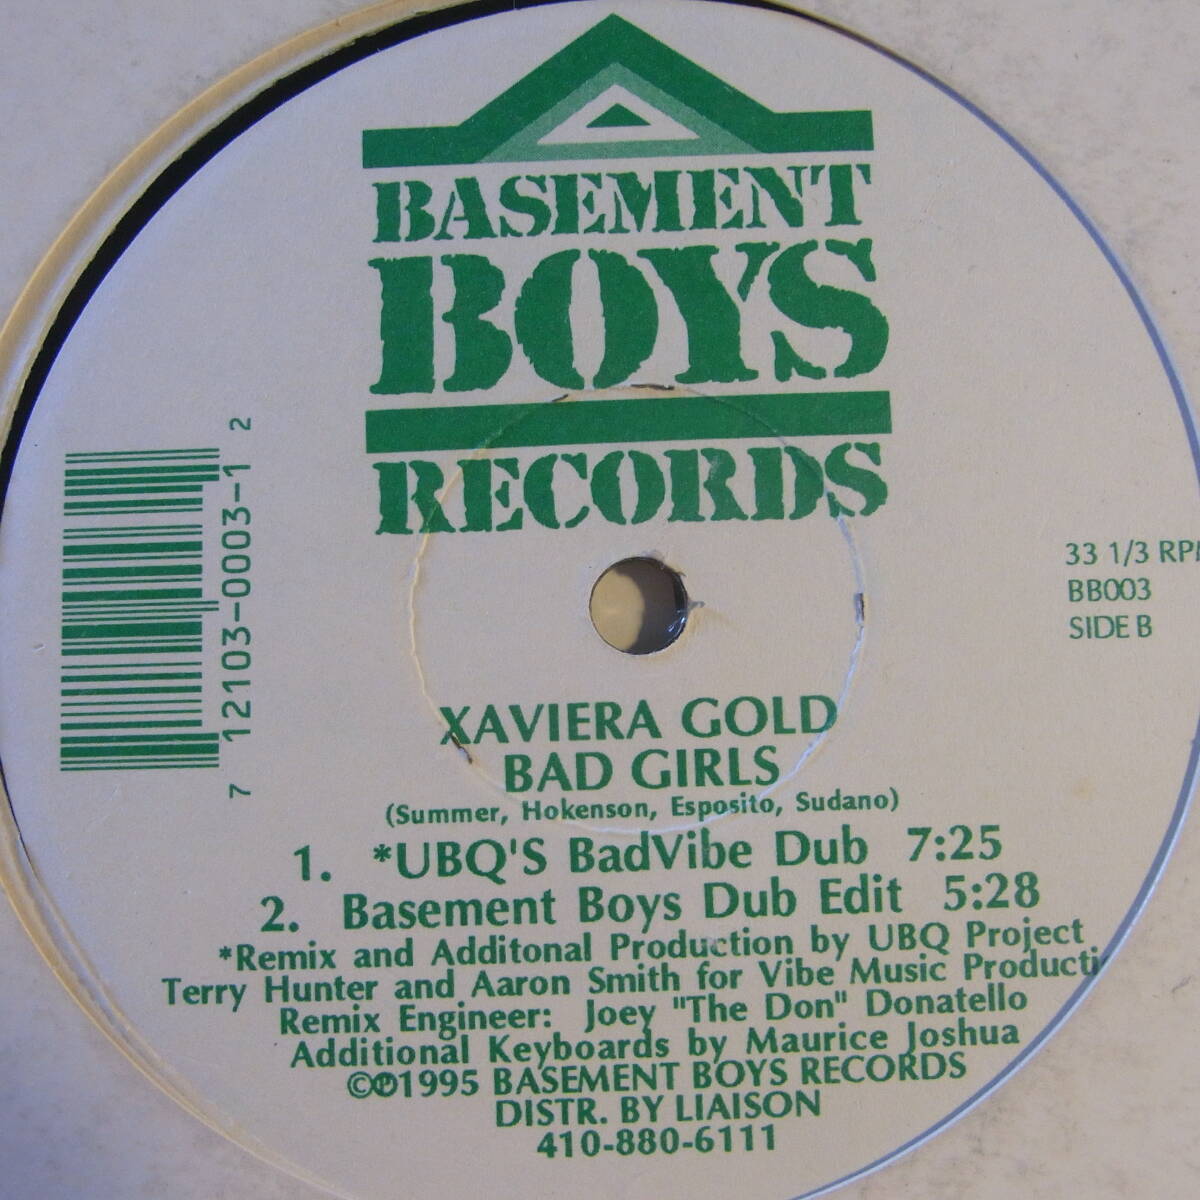 BASEMENT
BOYS
RECORDS
7 12103-0003-1 2
33 1/3
BB003
SIDE B
XAVIERA GOLD
BAD GIRLS
(Summer, Hokenson, Esposito, Sudano)
1. *UBQ'S BadVibe Dub 7:25
2. Basement Boys Dub Edit 5:28
*Remix and Additonal Production by UBQ Project
Terry Hunter and Aaron Smith for Vibe Music
Remix Engineer: Joey "The Don" Donatello
Additional Keyboards by Maurice Joshua
©℗1995 BASEMENT BOYS RECORDS
DISTR. BY LIAISON
410-880-6111